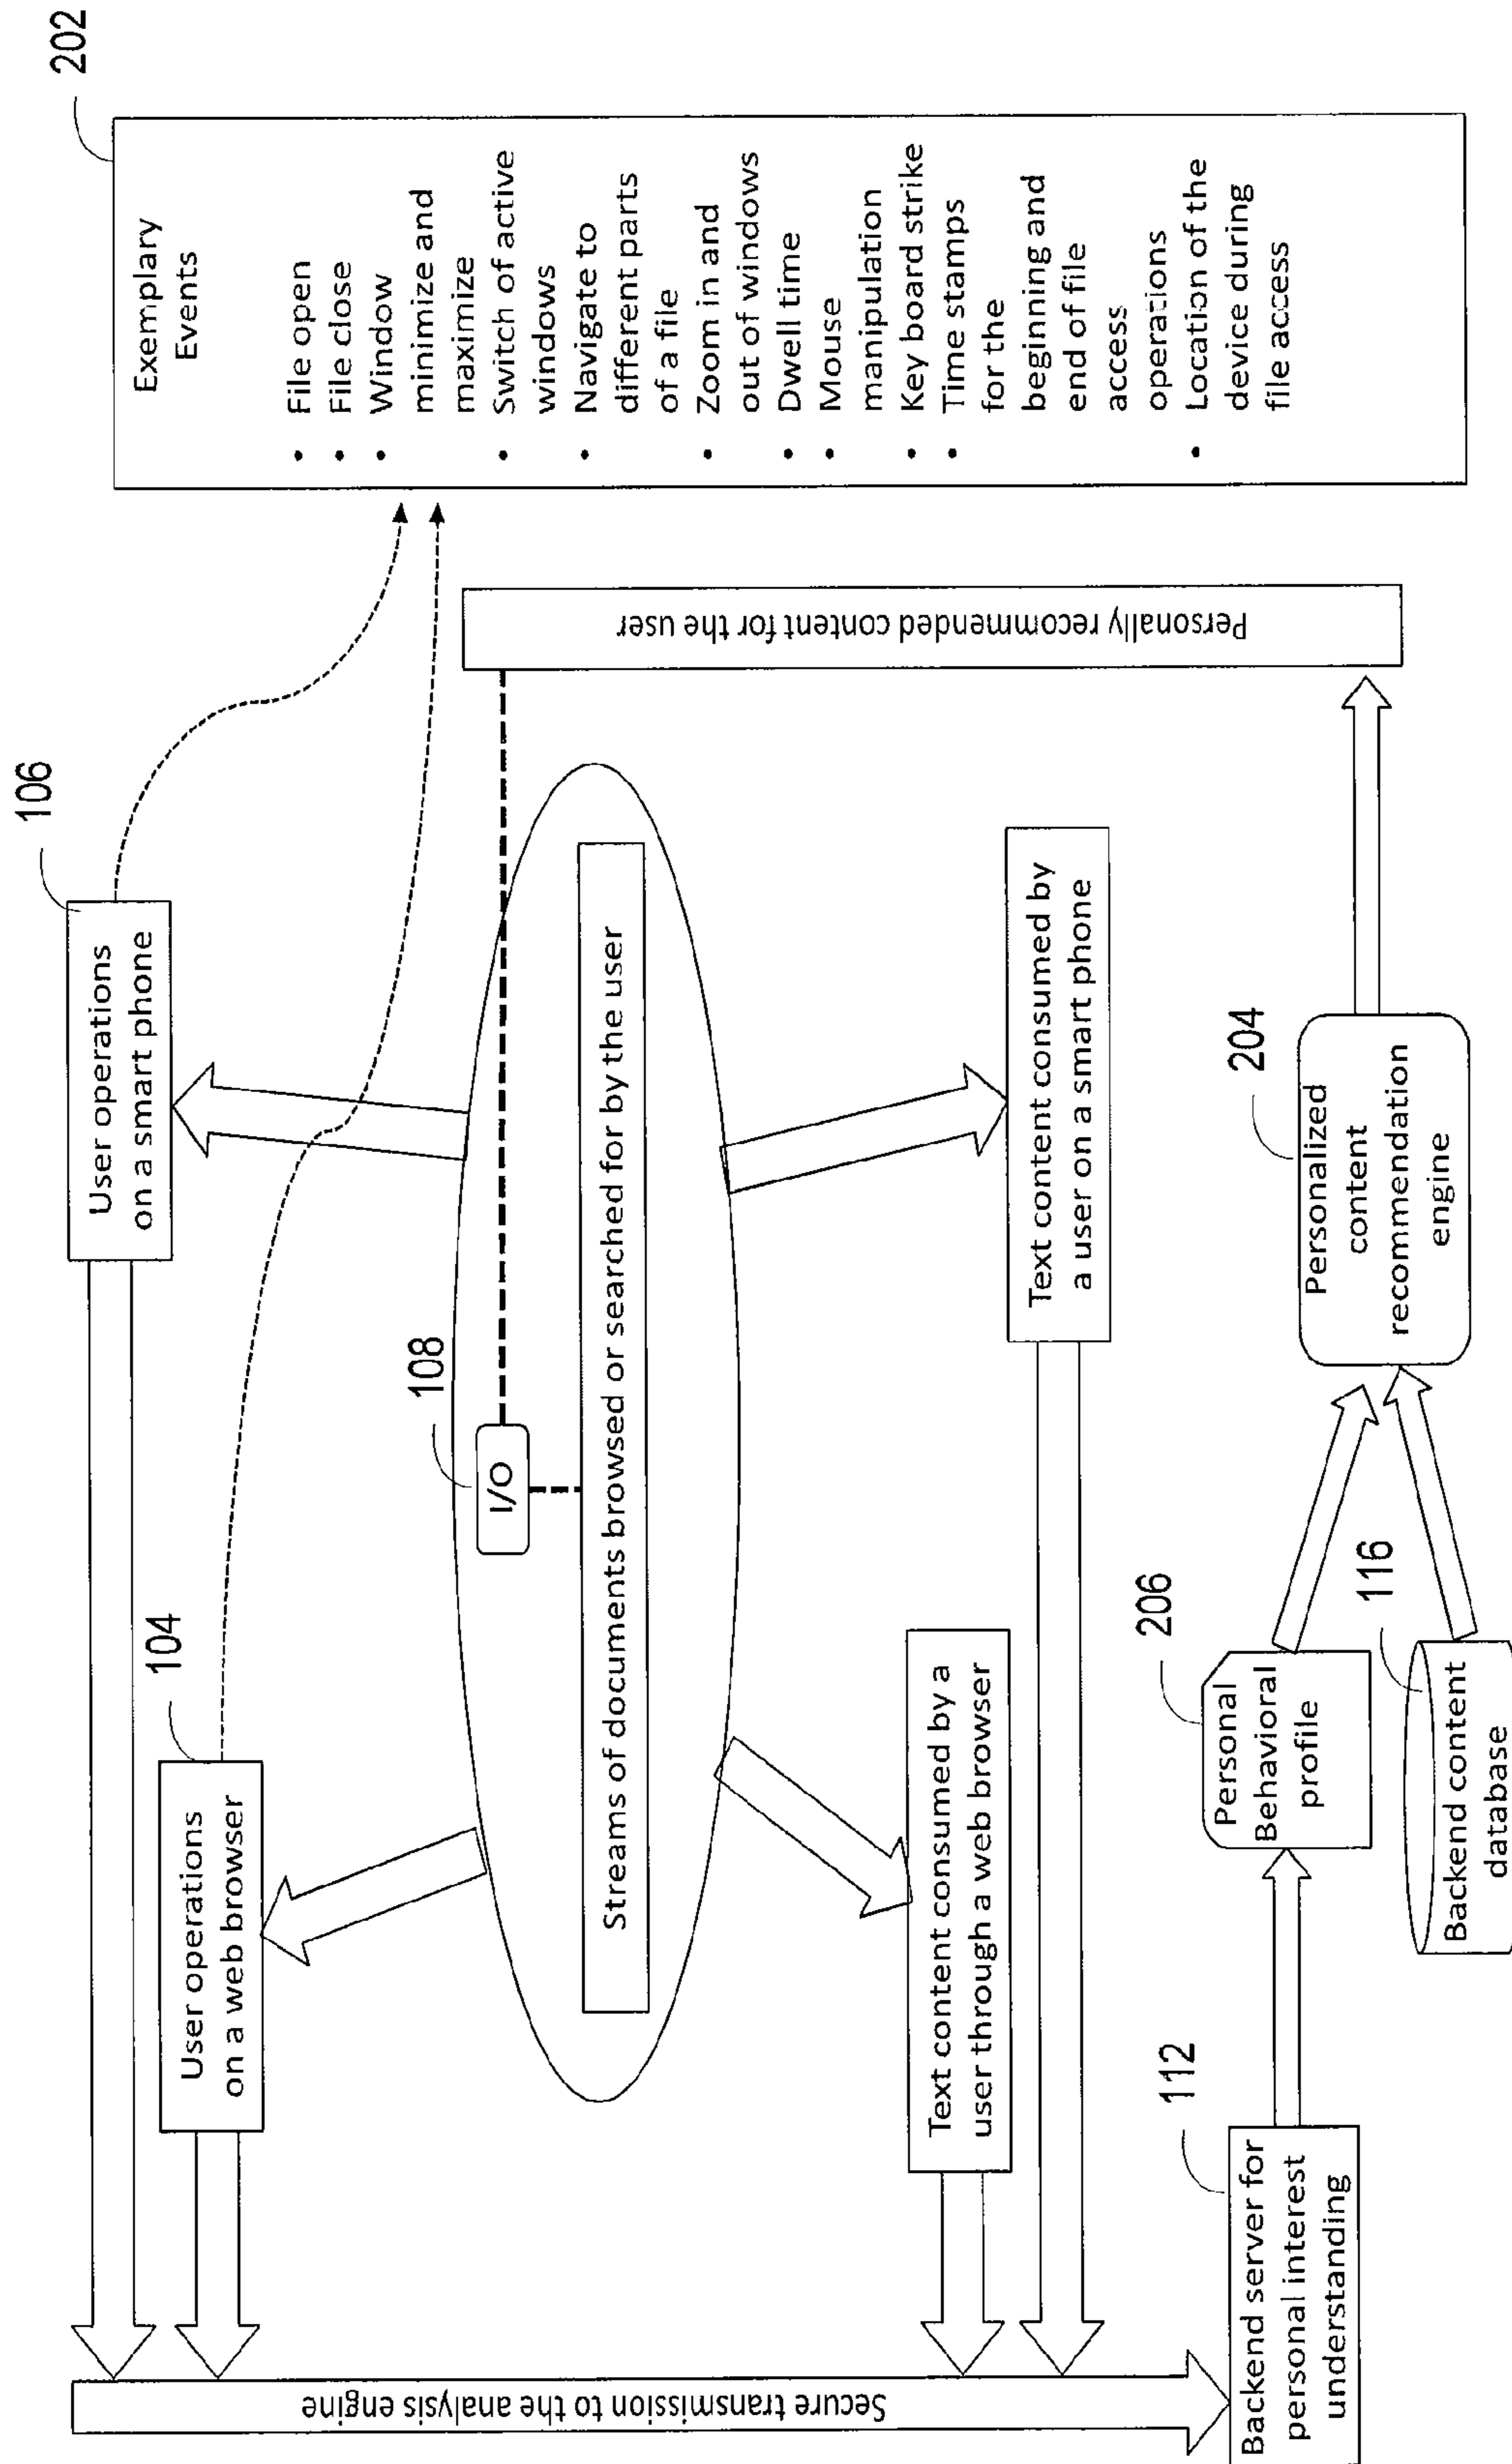 106
User operations
on a smart phone
104
User operations
on a web browser
202
Exemplary
Events
• File open
• File close
• Window
minimize and
maximize
• Switch of active
windows
• Navigate to
different parts
of a file
• Zoom in and
out of windows
• Dwell time
• Mouse
manipulation
• Key board strike
• Time stamps
for the
beginning and
end of file
access
operations
• Location of the
device during
file access
108
I/O
Streams of documents browsed or searched for by the user
Personally recommended content for the user
Secure transmission to the analysis engine
Text content consumed by a
user through a web browser
Text content consumed by
a user on a smart phone
112
Backend server for
personal interest
understanding
206
Personal
Behavioral
profile
116
Backend content
database
204
Personalized
content
recommendation
engine